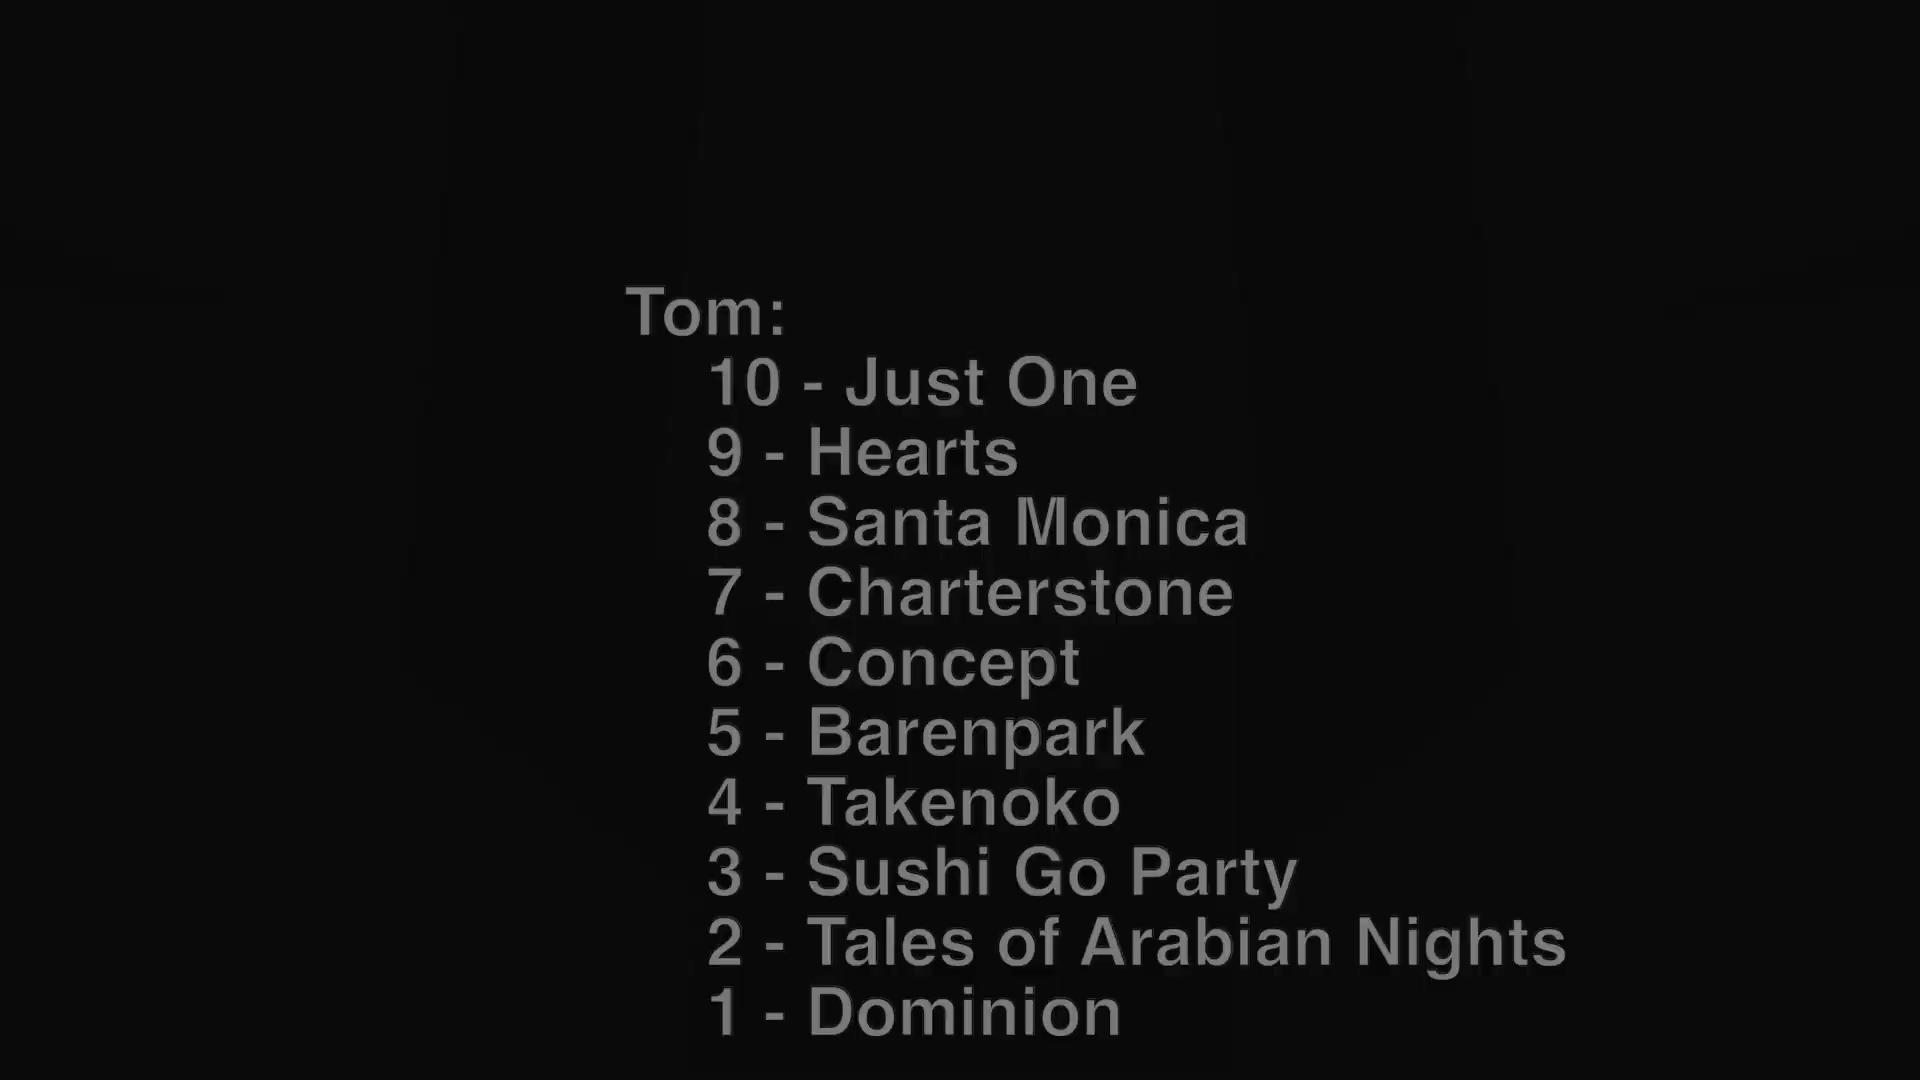 Tom:
10 - Just One
9 - Hearts
8 - Santa Monica
7 - Charterstone
6 - Concept
5 - Barenpark
4 - Takenoko
3 - Sushi Go Party
2 - Tales of Arabian Nights
1 - Dominion